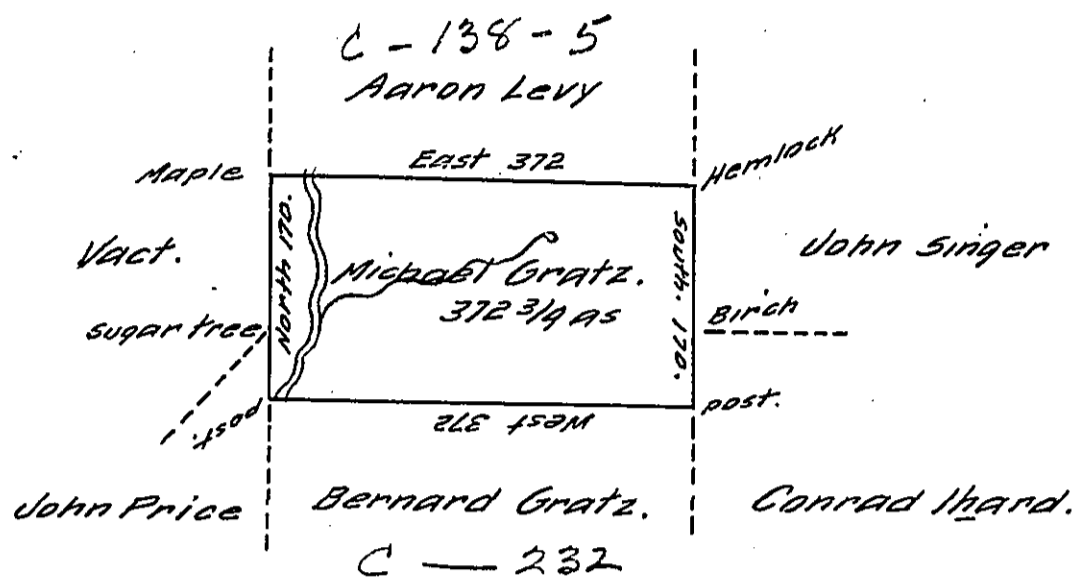 C - 138 - 5
Aaron Levy
Maple
East 372
Hemlock
North 170.
South. 170.
Vact.
Michael Gratz.
John Singer
372 3/4 as
sugar tree
Birch
post.
post.
West 372
John Price
Bernard Gratz.
Conrad Ihard.
C — 232